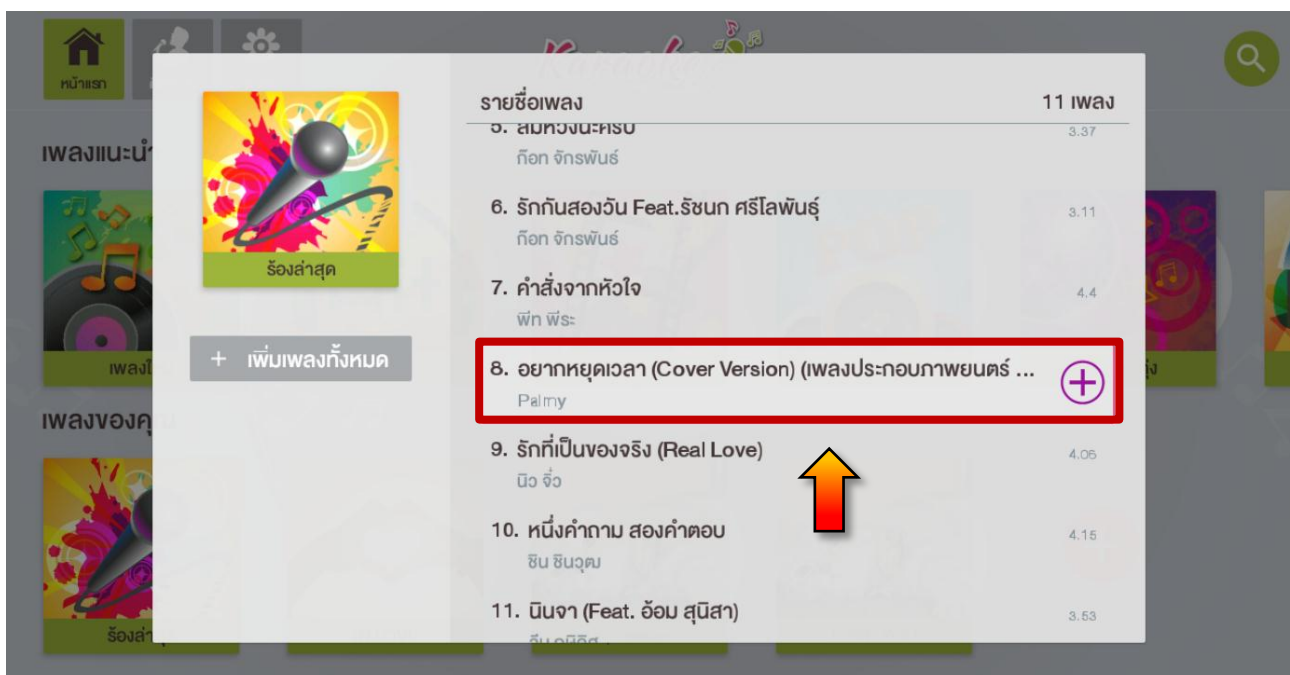 หน้าแรก
Karaoke
รายชื่อเพลง
11 เพลง
เพลงแนะนำ
5. สมหวังนะครับ
3.37
ก๊อท จักรพันธ์
6. รักกันสองวัน Feat.รัชนก ศรีโลพันธุ์
3.11
ก๊อท จักรพันธ์
ร้องล่าสุด
7. คำสั่งจากหัวใจ
4.4
พีท พีระ
+ เพิ่มเพลงทั้งหมด
8. อยากหยุดเวลา (Cover Version) (เพลงประกอบภาพยนตร์ ...
Palmy
เพลงของคุ
9. รักที่เป็นของจริง (Real Love)
4.06
นิว จิ๋ว
10. หนึ่งคำถาม สองคำตอบ
4.15
ชิน ชินวุฒ
11. นินจา (Feat. อ้อม สุนิสา)
3.53
ร้องล่า